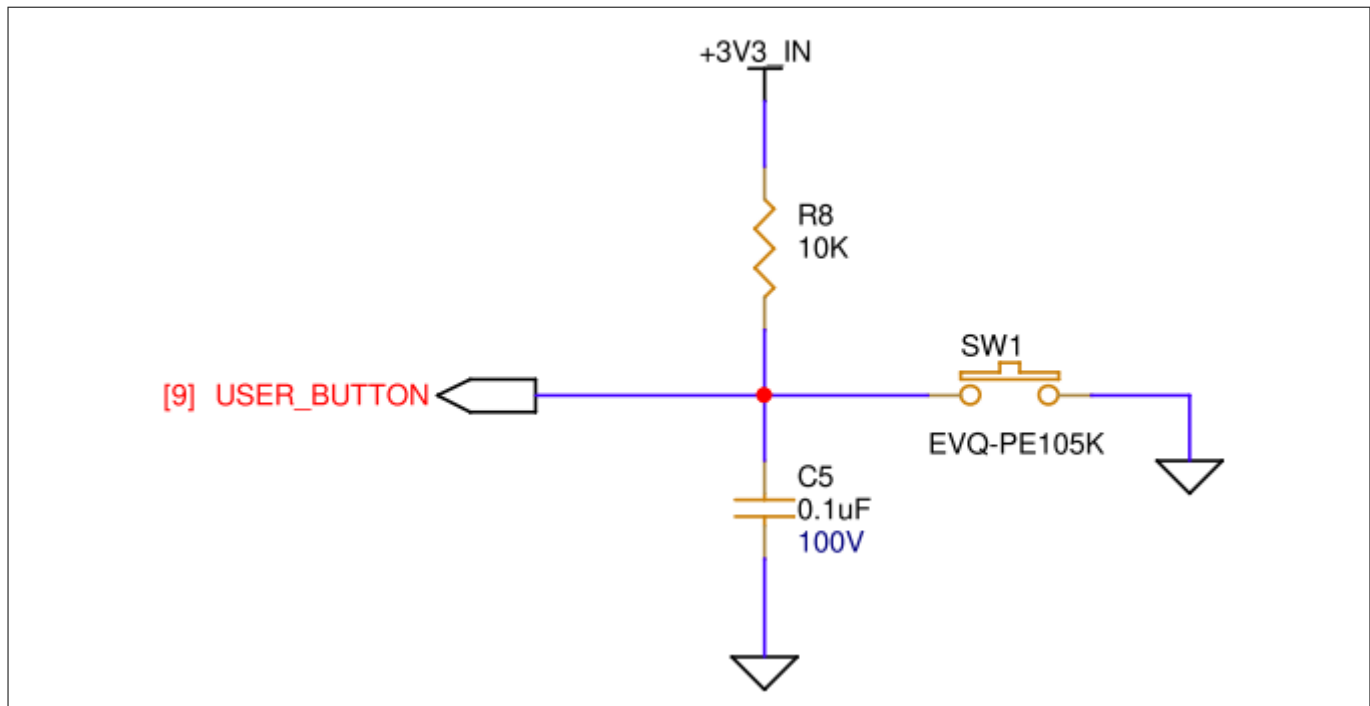 +3V3_IN
R8
10K
SW1
[9] USER_BUTTON
EVQ-PE105K
C5
0.1uF
100V